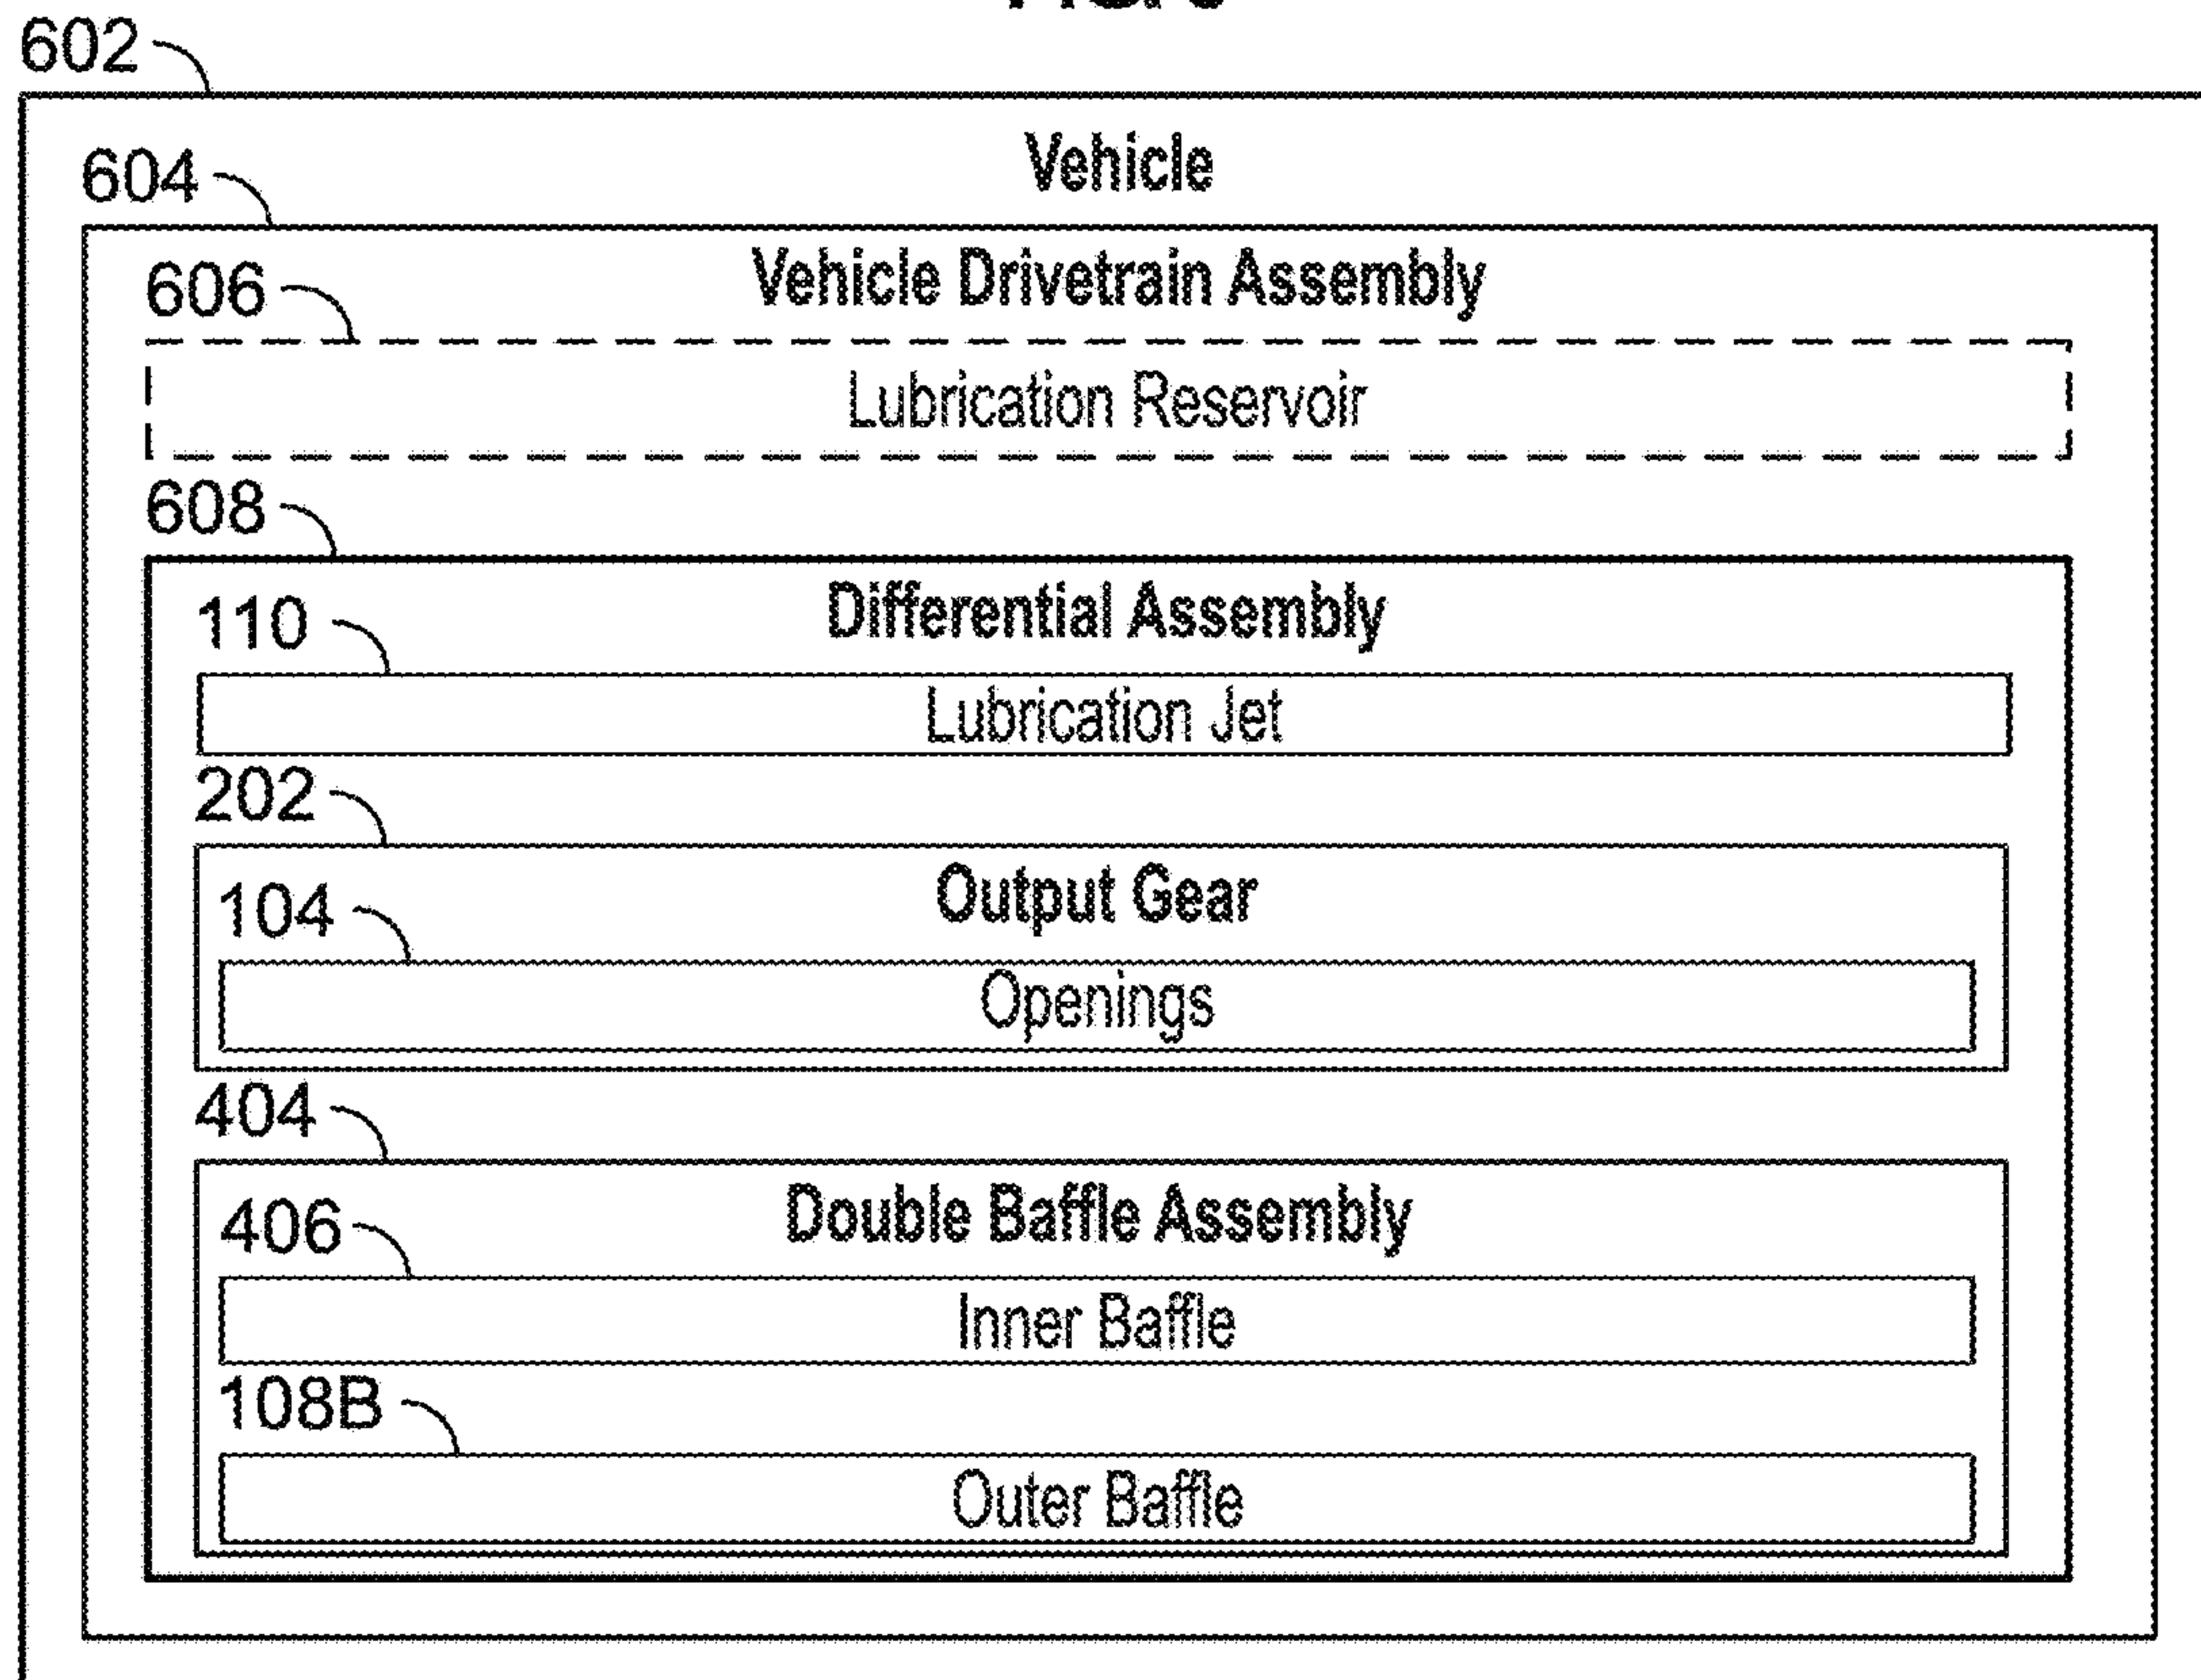 602
Vehicle
604
Vehicle Drivetrain Assembly
606
Lubrication Reservoir
608
Differential Assembly
110
Lubrication Jet
202
Output Gear
104
Openings
404
Double Baffle Assembly
406
Inner Baffle
108B
Outer Baffle